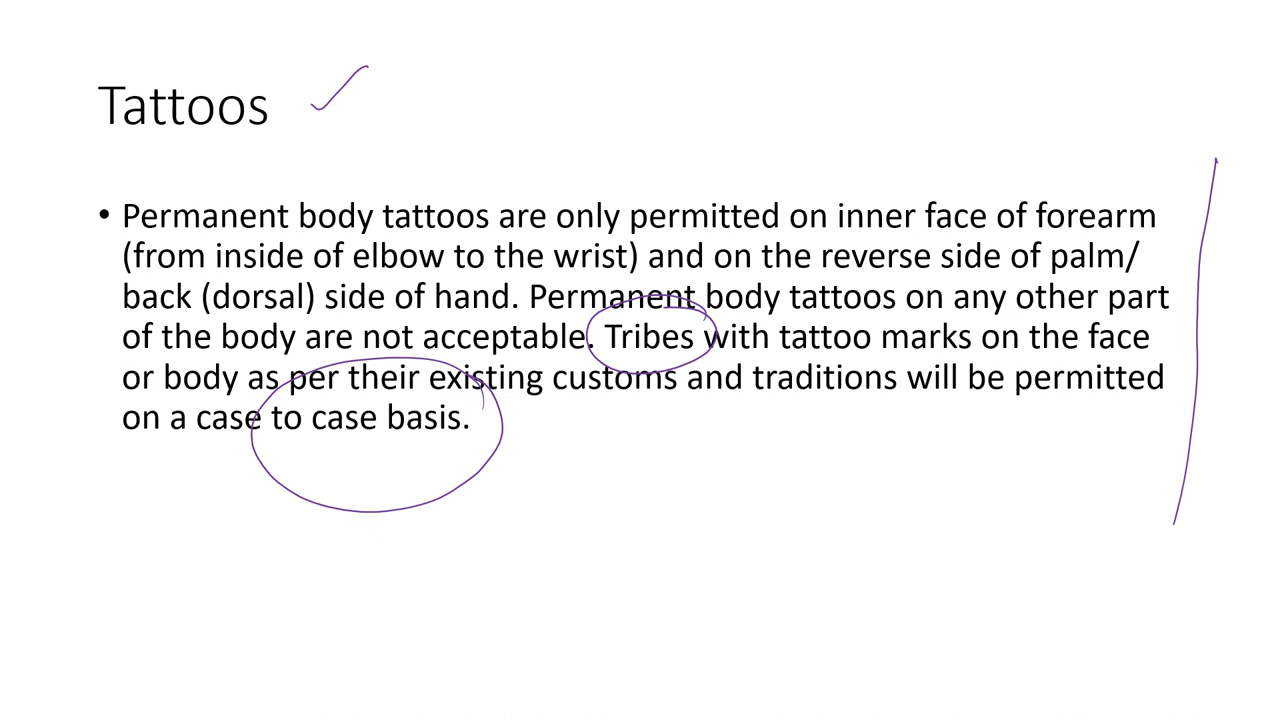 Tattoos
• Permanent body tattoos are only permitted on inner face of forearm
(from inside of elbow to the wrist) and on the reverse side of palm/
back (dorsal) side of hand. Permanent body tattoos on any other part
of the body are not acceptable. Tribes with tattoo marks on the face
or body as per their existing customs and traditions will be permitted
on a case to case basis.